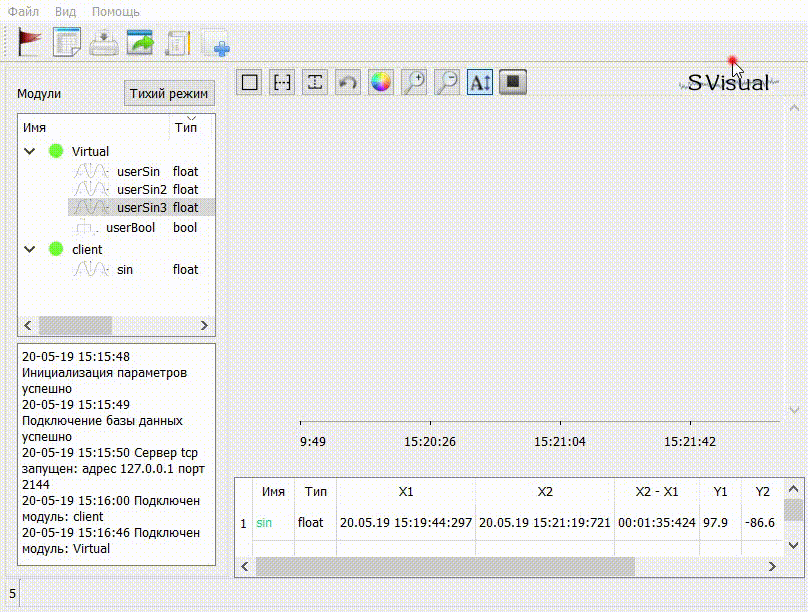 Файл Вид Помощь
Модули Тихий режим
SVisual
Имя Тип
Virtual
userSin float
userSin2 float
userSin3 float
userBool bool
client
sin float
20-05-19 15:15:48
Инициализация параметров
успешно
20-05-19 15:15:49
Подключение базы данных
успешно
20-05-19 15:15:50 Сервер tcp
запущен: адрес 127.0.0.1 порт
2144
20-05-19 15:16:00 Подключен
модуль: client
20-05-19 15:16:46 Подключен
модуль: Virtual
9:49 15:20:26 15:21:04 15:21:42
Имя Тип X1 X2 X2 - X1 Y1 Y2
1 sin float 20.05.19 15:19:44:297 20.05.19 15:21:19:721 00:01:35:424 97.9 -86.6
5